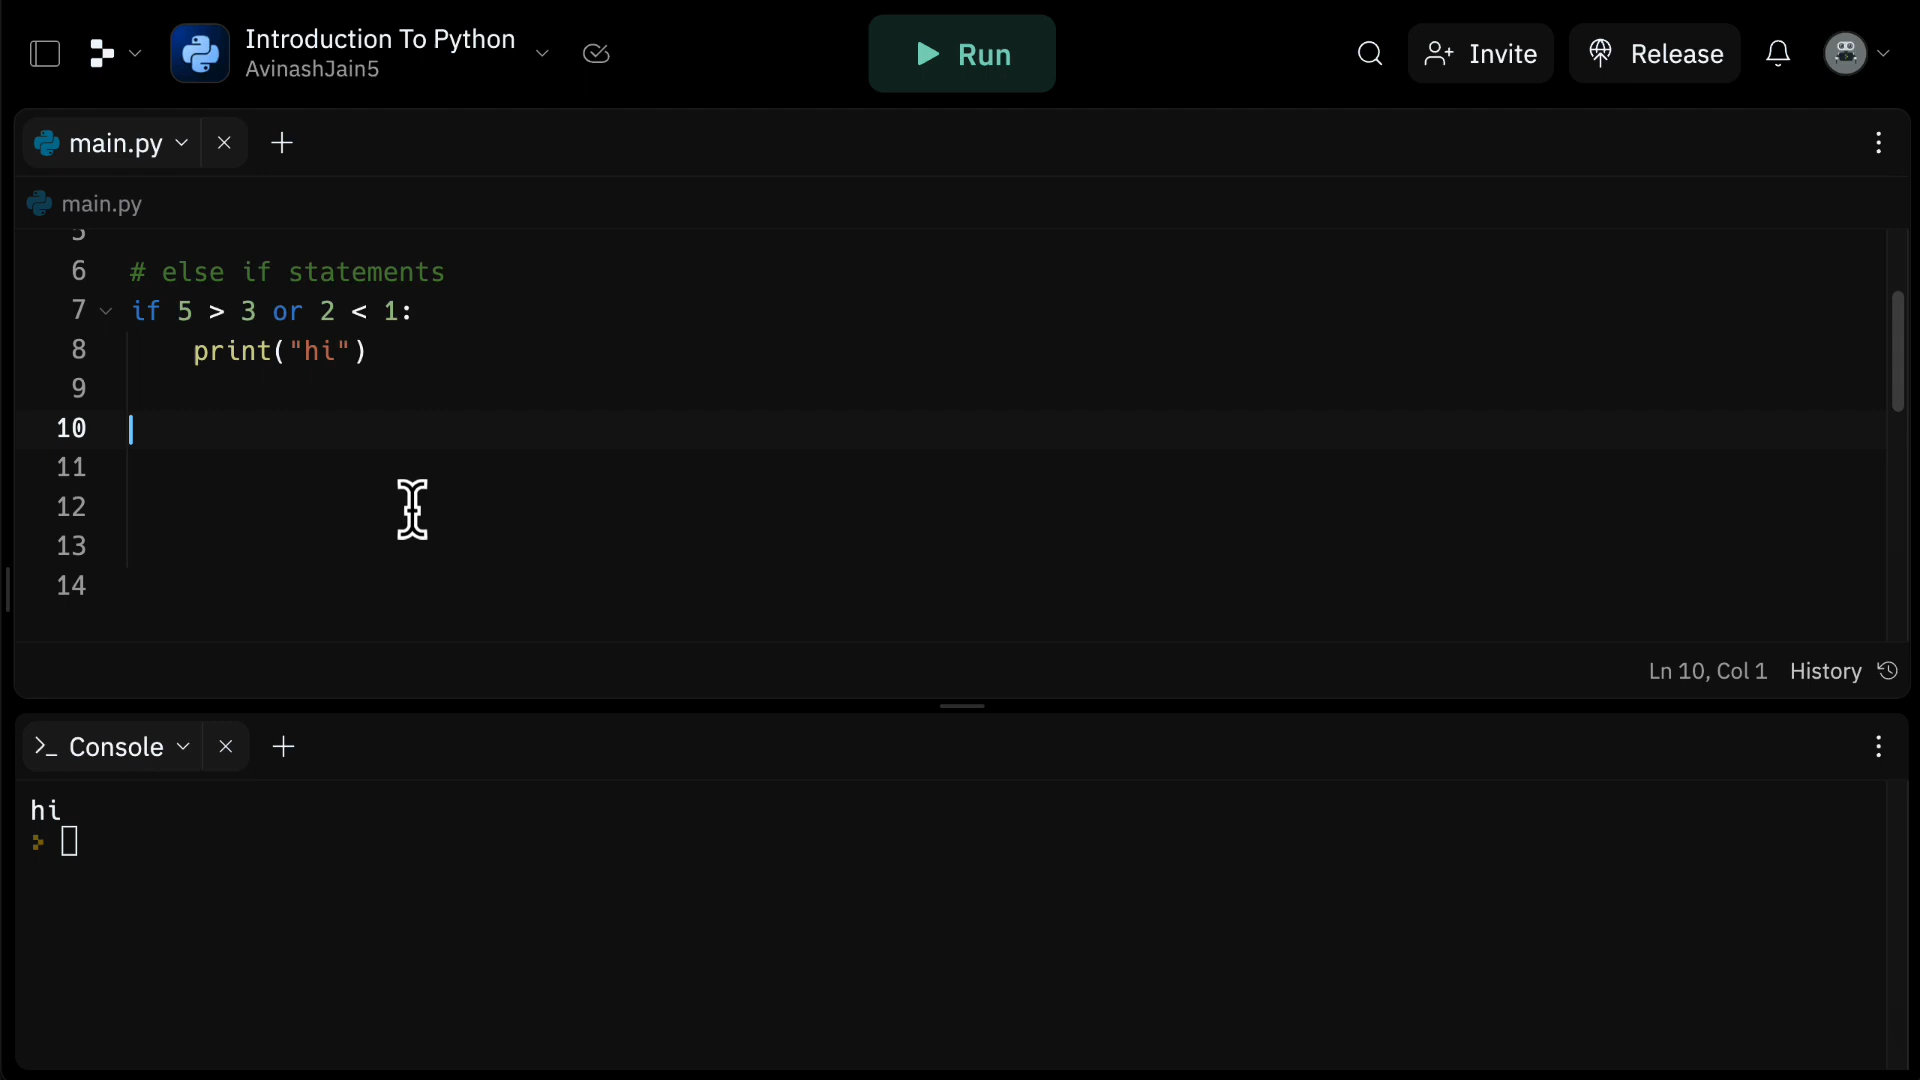 Introduction To Python
AvinashJain5
Run
Invite
Release
main.py
main.py
5
6 # else if statements
7 if 5 > 3 or 2 < 1:
8 print("hi")
9
10
11
12
13
14
Ln 10, Col 1 History
>_ Console
hi